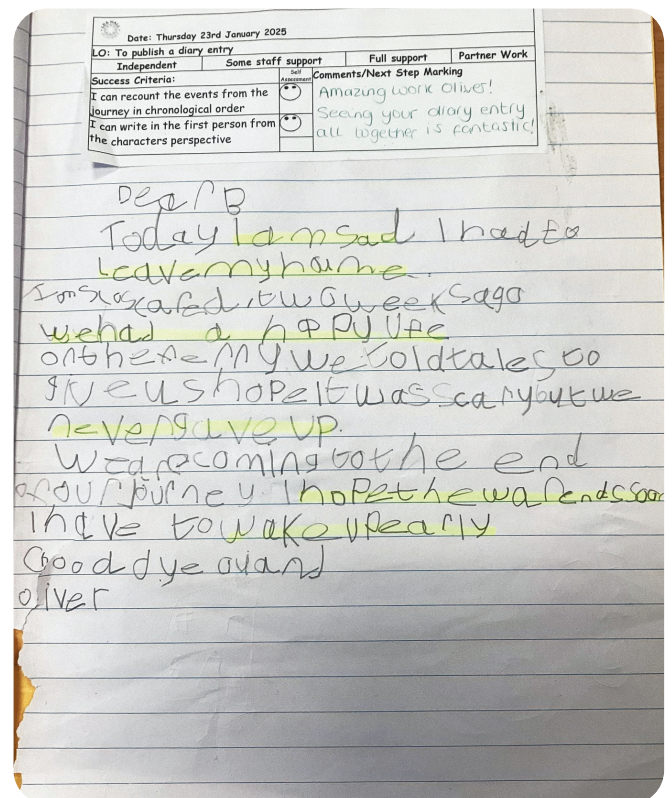 Date: Thursday 23rd January 2025
LO: To publish a diary entry
Independent Some staff support Full support Partner Work
Success Criteria: Self Assessment Comments/Next Step Marking
I can recount the events from the journey in chronological order
I can write in the first person from the characters perspective
Amazing work Oliver!
Seeing your diary entry
all together is fantastic!
Dear B
Today I am sad I had to
leave my home.
scared. two weeks ago
we had a happy life
on the we told tales to
give us hope It was scary but we
never gave up.
We are coming to the end
of our journey I hope the war ends soon
I have to wake up early
Good dye
oliver